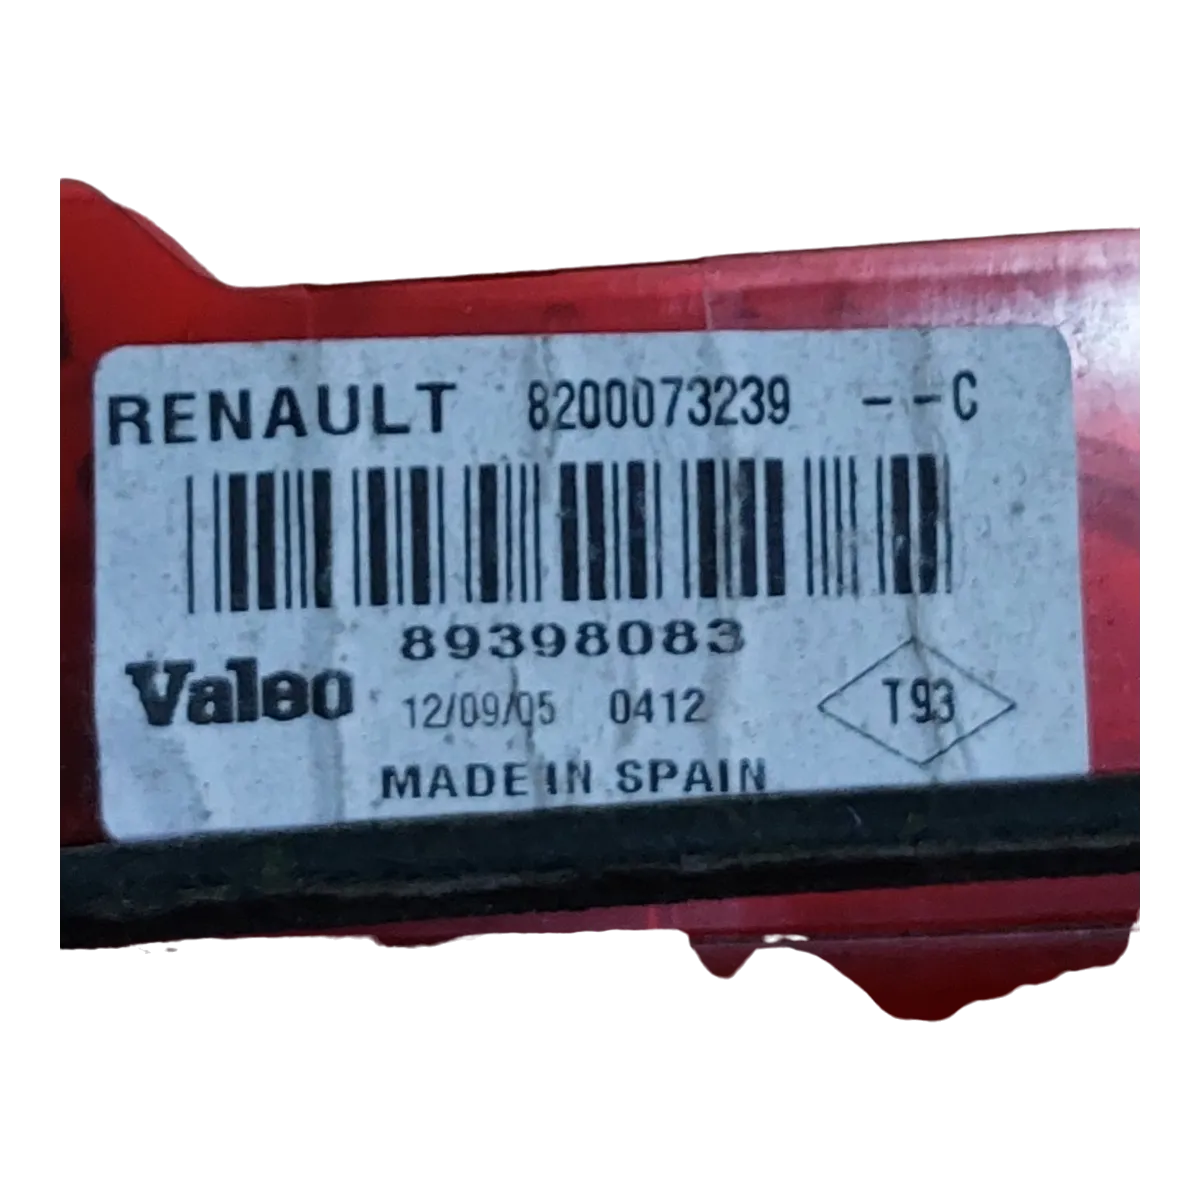 RENAULT 8200073239 --C
89398083
Valeo 12/09/05 0412 T93
MADE IN SPAIN